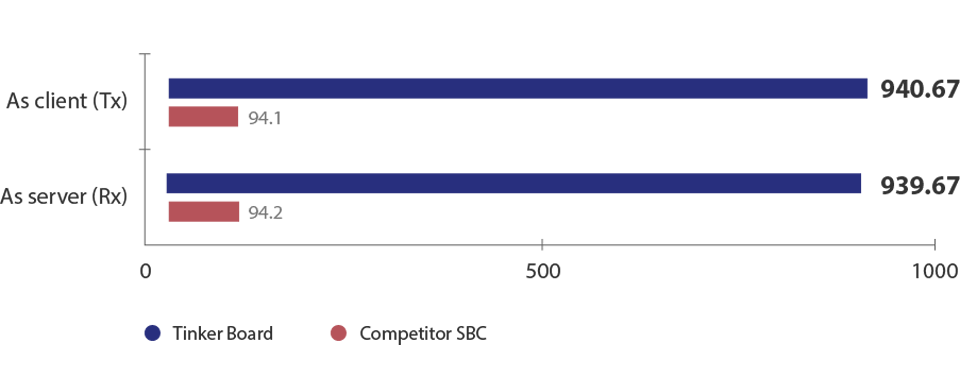 As client (Tx)
940.67
94.1
As server (Rx)
939.67
94.2
0 500 1000
Tinker Board Competitor SBC